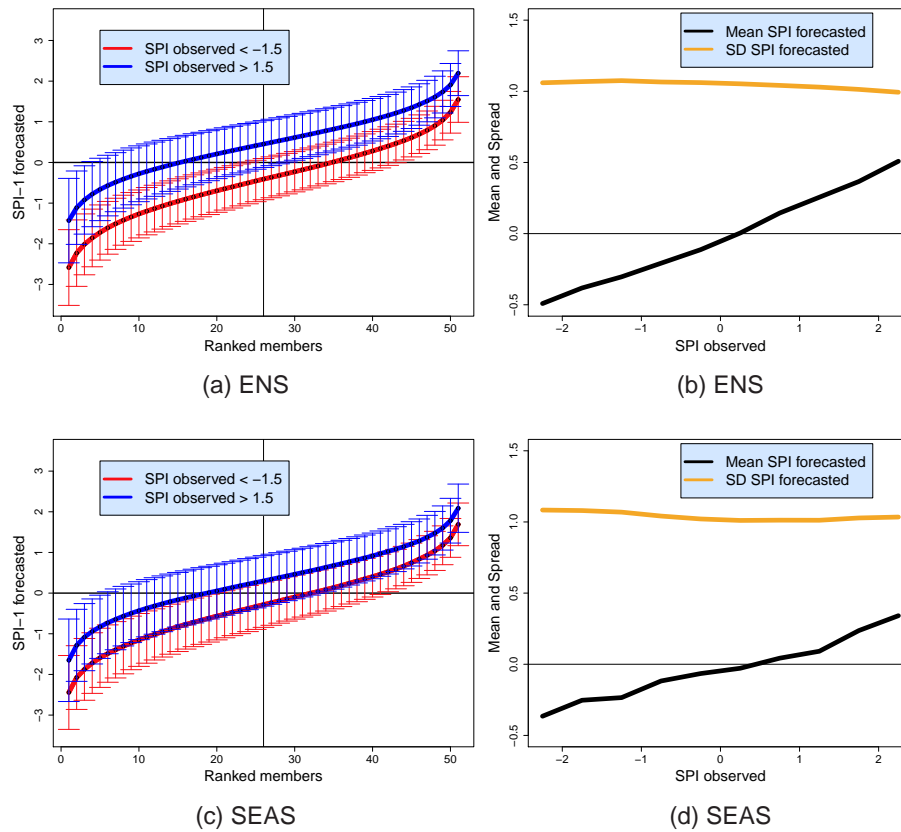 SPI observed < −1.5
SPI observed > 1.5
SPI−1 forecasted
3
2
1
0
−1
−2
−3
0 10 20 30 40 50
Ranked members
(a) ENS
Mean SPI forecasted
SD SPI forecasted
Mean and Spread
1.5
1.0
0.5
0.0
−0.5
−2 −1 0 1 2
SPI observed
(b) ENS
SPI observed < −1.5
SPI observed > 1.5
SPI−1 forecasted
3
2
1
0
−1
−2
−3
0 10 20 30 40 50
Ranked members
(c) SEAS
Mean SPI forecasted
SD SPI forecasted
Mean and Spread
1.5
1.0
0.5
0.0
−0.5
−2 −1 0 1 2
SPI observed
(d) SEAS